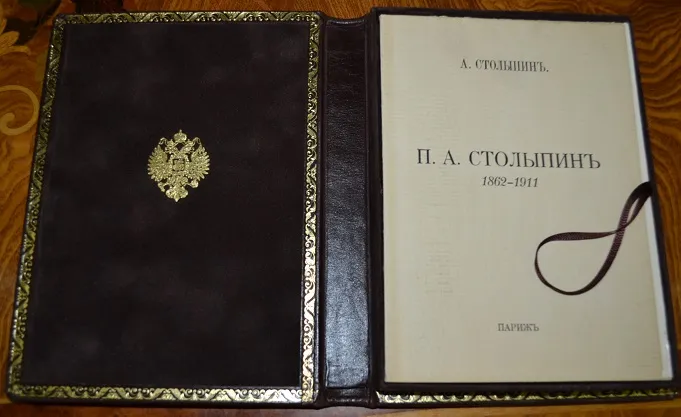 А. СТОЛЫПИНЪ.
П. А. СТОЛЫПИНЪ
1862-1911
ПАРИЖЪ